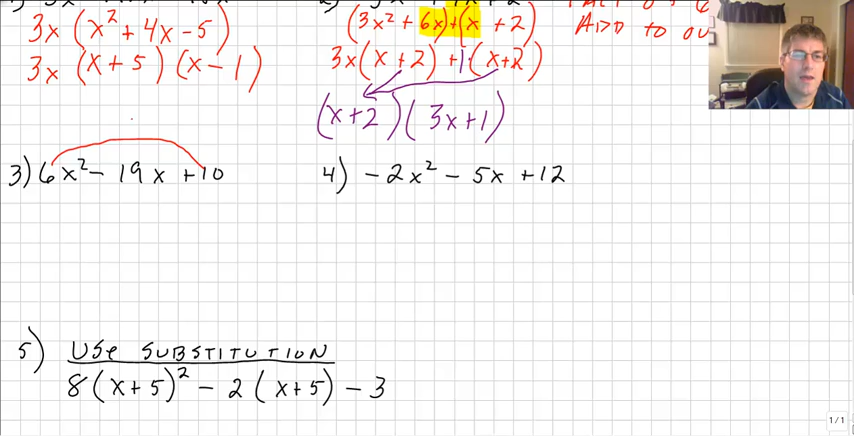 3x (x² + 4x - 5)
3x (x + 5) (x - 1)
(3x² + 6x) + (x + 2)
3x(x + 2) + 1·(x + 2)
(x + 2) (3x + 1)
ADD TO
3) 6x² - 19x + 10
4) - 2x² - 5x + 12
5) USE SUBSTITUTION
8(x + 5)² - 2(x + 5) - 3
1/1